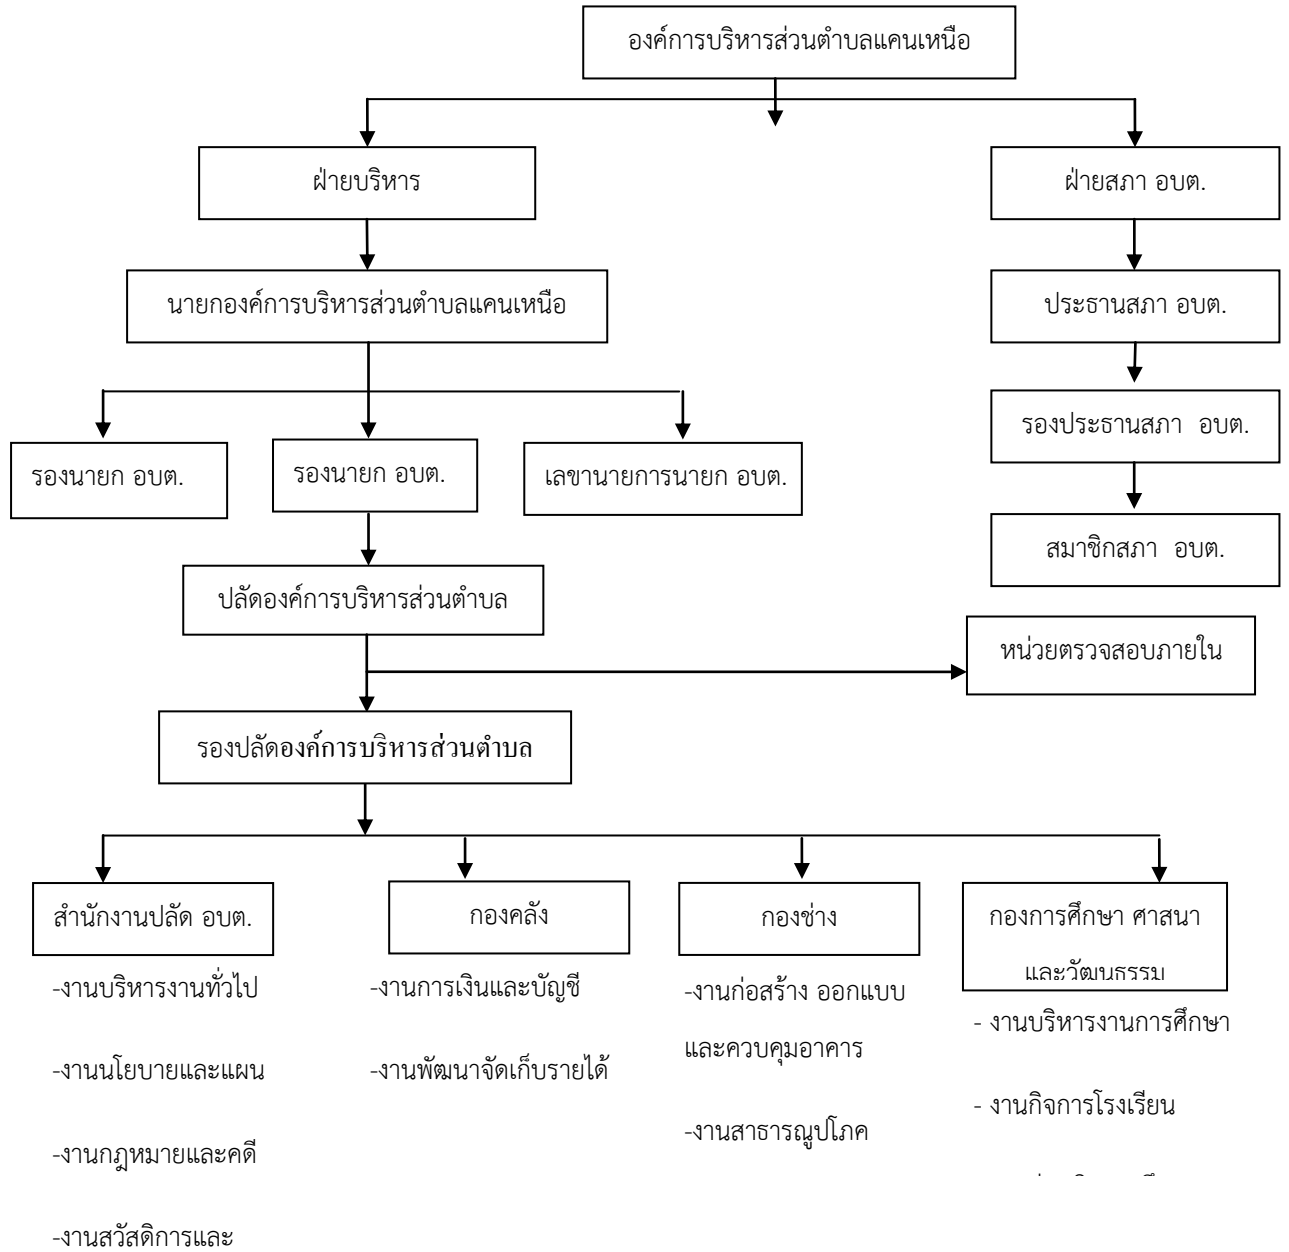 องค์การบริหารส่วนตำบลแคนเหนือ
ฝ่ายบริหาร
ฝ่ายสภา อบต.
นายกองค์การบริหารส่วนตำบลแคนเหนือ
ประธานสภา อบต.
รองนายก อบต.
รองนายก อบต.
เลขานายการนายก อบต.
รองประธานสภา อบต.
สมาชิกสภา อบต.
ปลัดองค์การบริหารส่วนตำบล
หน่วยตรวจสอบภายใน
รองปลัดองค์การบริหารส่วนตำบล
สำนักงานปลัด อบต.
-งานบริหารงานทั่วไป
-งานนโยบายและแผน
-งานกฎหมายและคดี
-งานสวัสดิการและ
กองคลัง
-งานการเงินและบัญชี
-งานพัฒนาจัดเก็บรายได้
กองช่าง
-งานก่อสร้าง ออกแบบ
และควบคุมอาคาร
-งานสาธารณูปโภค
กองการศึกษา ศาสนา
และวัฒนธรรม
- งานบริหารงานการศึกษา
- งานกิจการโรงเรียน